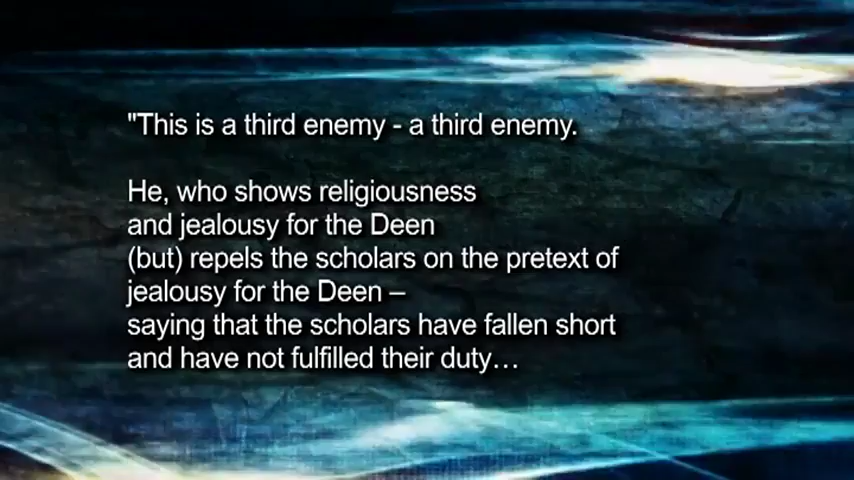 "This is a third enemy - a third enemy.
He, who shows religiousness
and jealousy for the Deen
(but) repels the scholars on the pretext of
jealousy for the Deen –
saying that the scholars have fallen short
and have not fulfilled their duty…